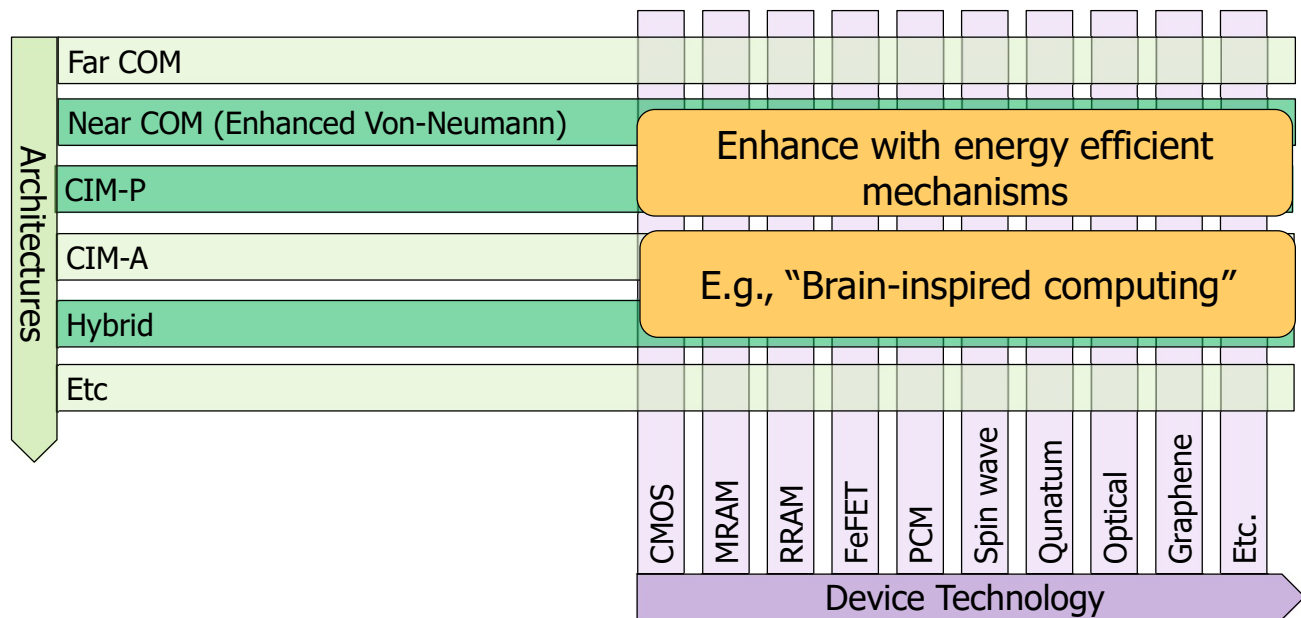 Architectures
Far COM
Near COM (Enhanced Von-Neumann)
CIM-P
CIM-A
Hybrid
Etc
Enhance with energy efficient
mechanisms
E.g., “Brain-inspired computing”
CMOS
MRAM
RRAM
FeFET
PCM
Spin wave
Qunatum
Optical
Graphene
Etc.
Device Technology